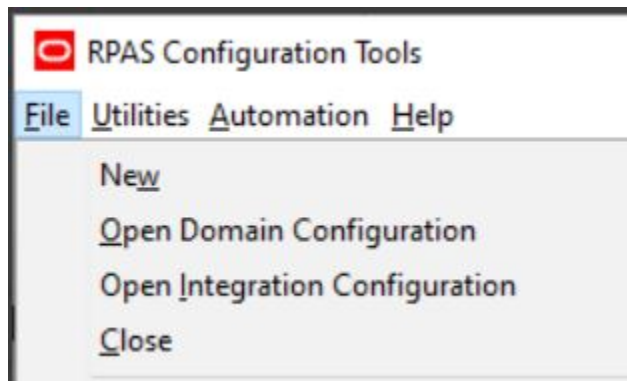 RPAS Configuration Tools
File Utilities Automation Help
New
Open Domain Configuration
Open Integration Configuration
Close